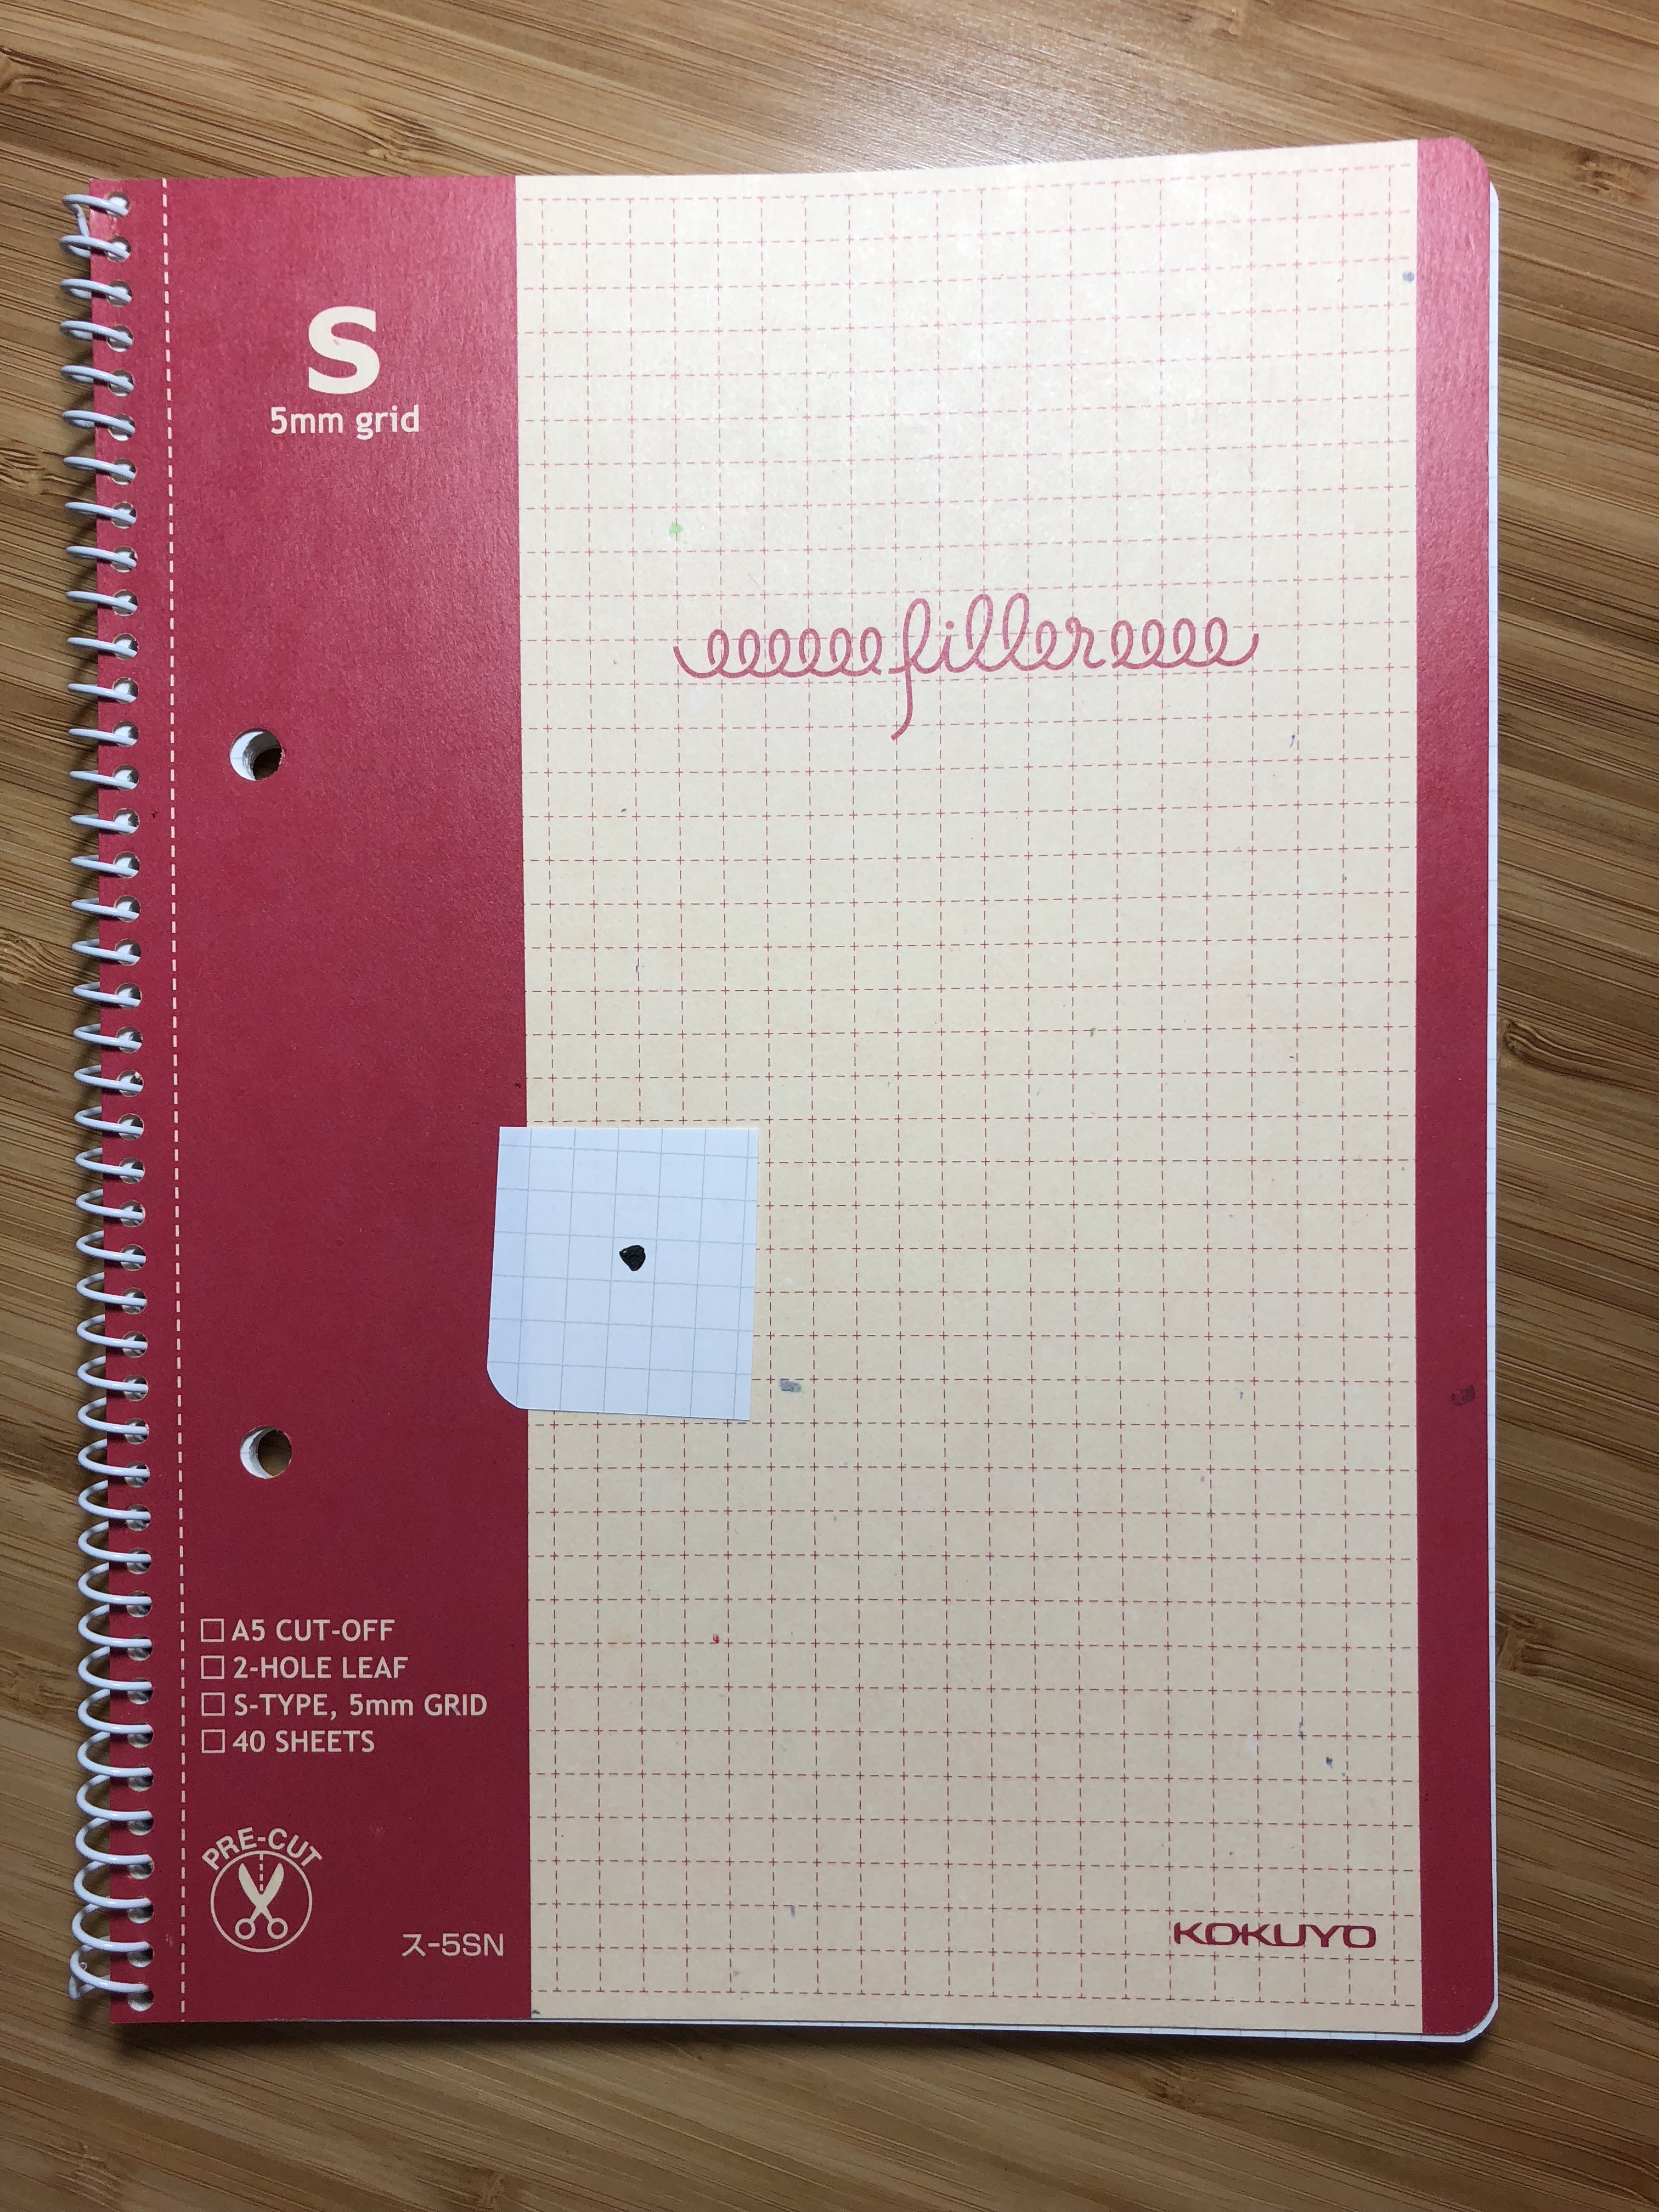 S
5mm grid
filler
A5 CUT-OFF
2-HOLE LEAF
S-TYPE, 5mm GRID
40 SHEETS
PRE-CUT
ス-5SN
KOKUYO